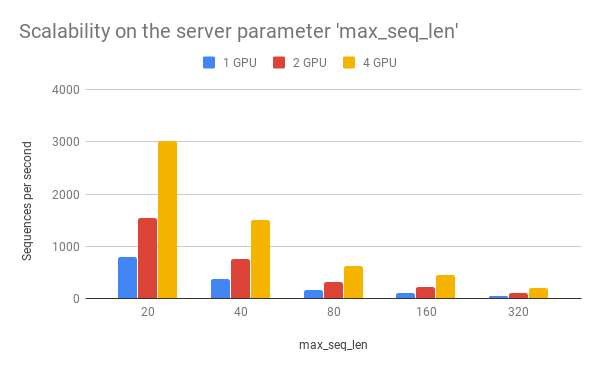 Scalability on the server parameter 'max_seq_len'
1 GPU 2 GPU 4 GPU
Sequences per second
4000
3000
2000
1000
0
20 40 80 160 320
max_seq_len